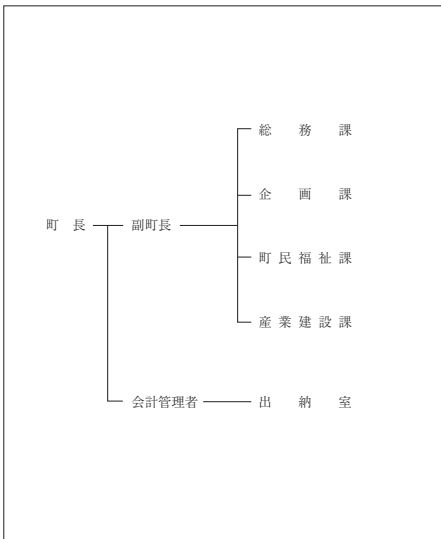 総務課
企画課
町長 副町長
町民福祉課
産業建設課
会計管理者 出納室